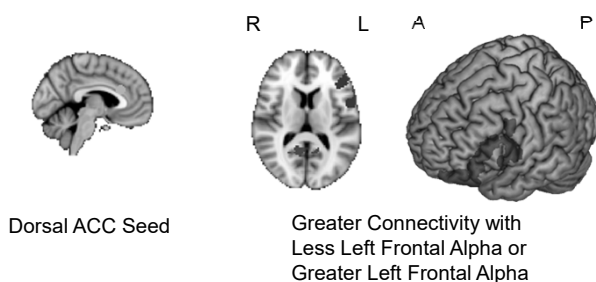 R L A P
Dorsal ACC Seed
Greater Connectivity with
Less Left Frontal Alpha or
Greater Left Frontal Alpha